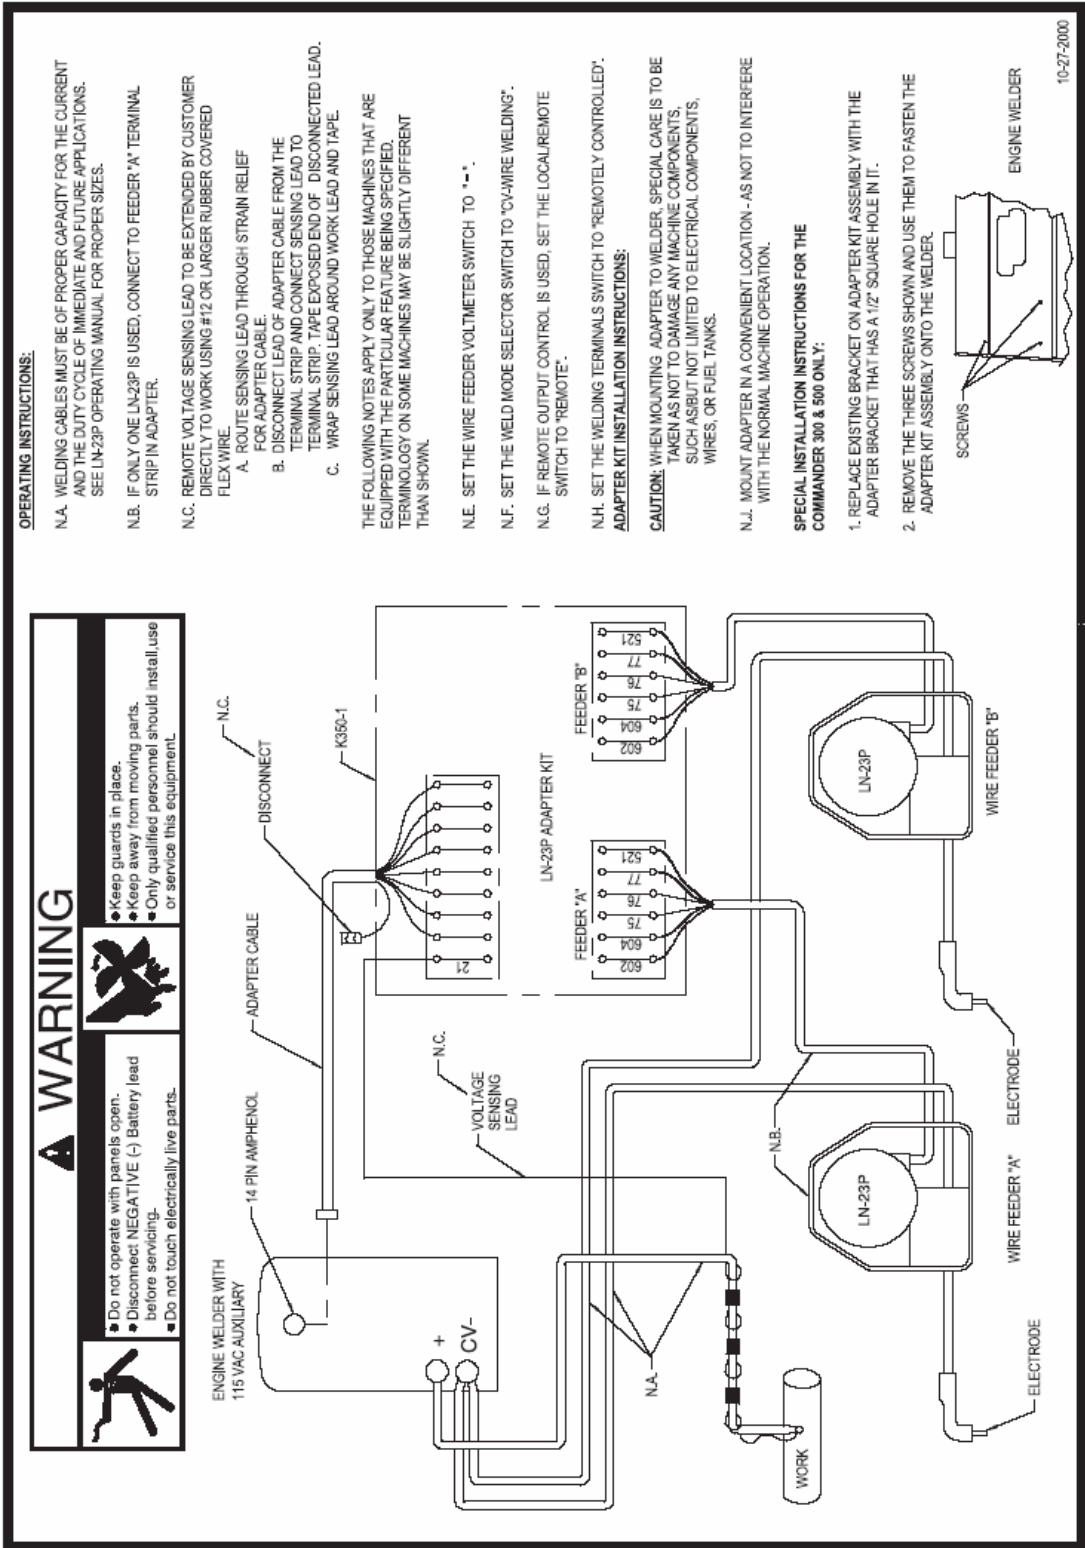 WARNING
●Do not operate with panels open.
●Disconnect NEGATIVE (-) Battery lead
before servicing.
●Do not touch electrically live parts.
●Keep guards in place.
●Keep away from moving parts.
●Only qualified personnel should install,use
or service this equipment.
ENGINE WELDER WITH
115 VAC AUXILIARY
14 PIN AMPHENOL
ADAPTER CABLE
DISCONNECT
N.C.
K350-1
+
CV-
21
N.C.
VOLTAGE
SENSING
LEAD
LN-23P ADAPTER KIT
FEEDER "A"
602
604
75
76
77
521
FEEDER "B"
602
604
75
76
77
521
N.A.
N.B.
WORK
LN-23P
WIRE FEEDER "A"
ELECTRODE
LN-23P
WIRE FEEDER "B"
ELECTRODE
OPERATING INSTRUCTIONS:
N.A. WELDING CABLES MUST BE OF PROPER CAPACITY FOR THE CURRENT
AND THE DUTY CYCLE OF IMMEDIATE AND FUTURE APPLICATIONS.
SEE LN-23P OPERATING MANUAL FOR PROPER SIZES.
N.B. IF ONLY ONE LN-23P IS USED, CONNECT TO FEEDER "A" TERMINAL
STRIP IN ADAPTER.
N.C. REMOTE VOLTAGE SENSING LEAD TO BE EXTENDED BY CUSTOMER
DIRECTLY TO WORK USING #12 OR LARGER RUBBER COVERED
FLEX WIRE.
A. ROUTE SENSING LEAD THROUGH STRAIN RELIEF
FOR ADAPTER CABLE.
B. DISCONNECT LEAD OF ADAPTER CABLE FROM THE
TERMINAL STRIP AND CONNECT SENSING LEAD TO
TERMINAL STRIP. TAPE EXPOSED END OF DISCONNECTED LEAD.
C. WRAP SENSING LEAD AROUND WORK LEAD AND TAPE.
THE FOLLOWING NOTES APPLY ONLY TO THOSE MACHINES THAT ARE
EQUIPPED WITH THE PARTICULAR FEATURE BEING SPECIFIED.
TERMINOLOGY ON SOME MACHINES MAY BE SLIGHTLY DIFFERENT
THAN SHOWN.
N.E. SET THE WIRE FEEDER VOLTMETER SWITCH TO "-".
N.F. SET THE WELD MODE SELECTOR SWITCH TO "CV-WIRE WELDING".
N.G. IF REMOTE OUTPUT CONTROL IS USED, SET THE LOCAL/REMOTE
SWITCH TO "REMOTE".
N.H. SET THE WELDING TERMINALS SWITCH TO "REMOTELY CONTROLLED".
ADAPTER KIT INSTALLATION INSTRUCTIONS:
CAUTION: WHEN MOUNTING ADAPTER TO WELDER, SPECIAL CARE IS TO BE
TAKEN AS NOT TO DAMAGE ANY MACHINE COMPONENTS,
SUCH AS/BUT NOT LIMITED TO ELECTRICAL COMPONENTS,
WIRES, OR FUEL TANKS.
N.J. MOUNT ADAPTER IN A CONVENIENT LOCATION - AS NOT TO INTERFERE
WITH THE NORMAL MACHINE OPERATION.
SPECIAL INSTALLATION INSTRUCTIONS FOR THE
COMMANDER 300 & 500 ONLY:
1. REPLACE EXISTING BRACKET ON ADAPTER KIT ASSEMBLY WITH THE
ADAPTER BRACKET THAT HAS A 1/2" SQUARE HOLE IN IT.
2. REMOVE THE THREE SCREWS SHOWN AND USE THEM TO FASTEN THE
ADAPTER KIT ASSEMBLY ONTO THE WELDER.
SCREWS
ENGINE WELDER
10-27-2000